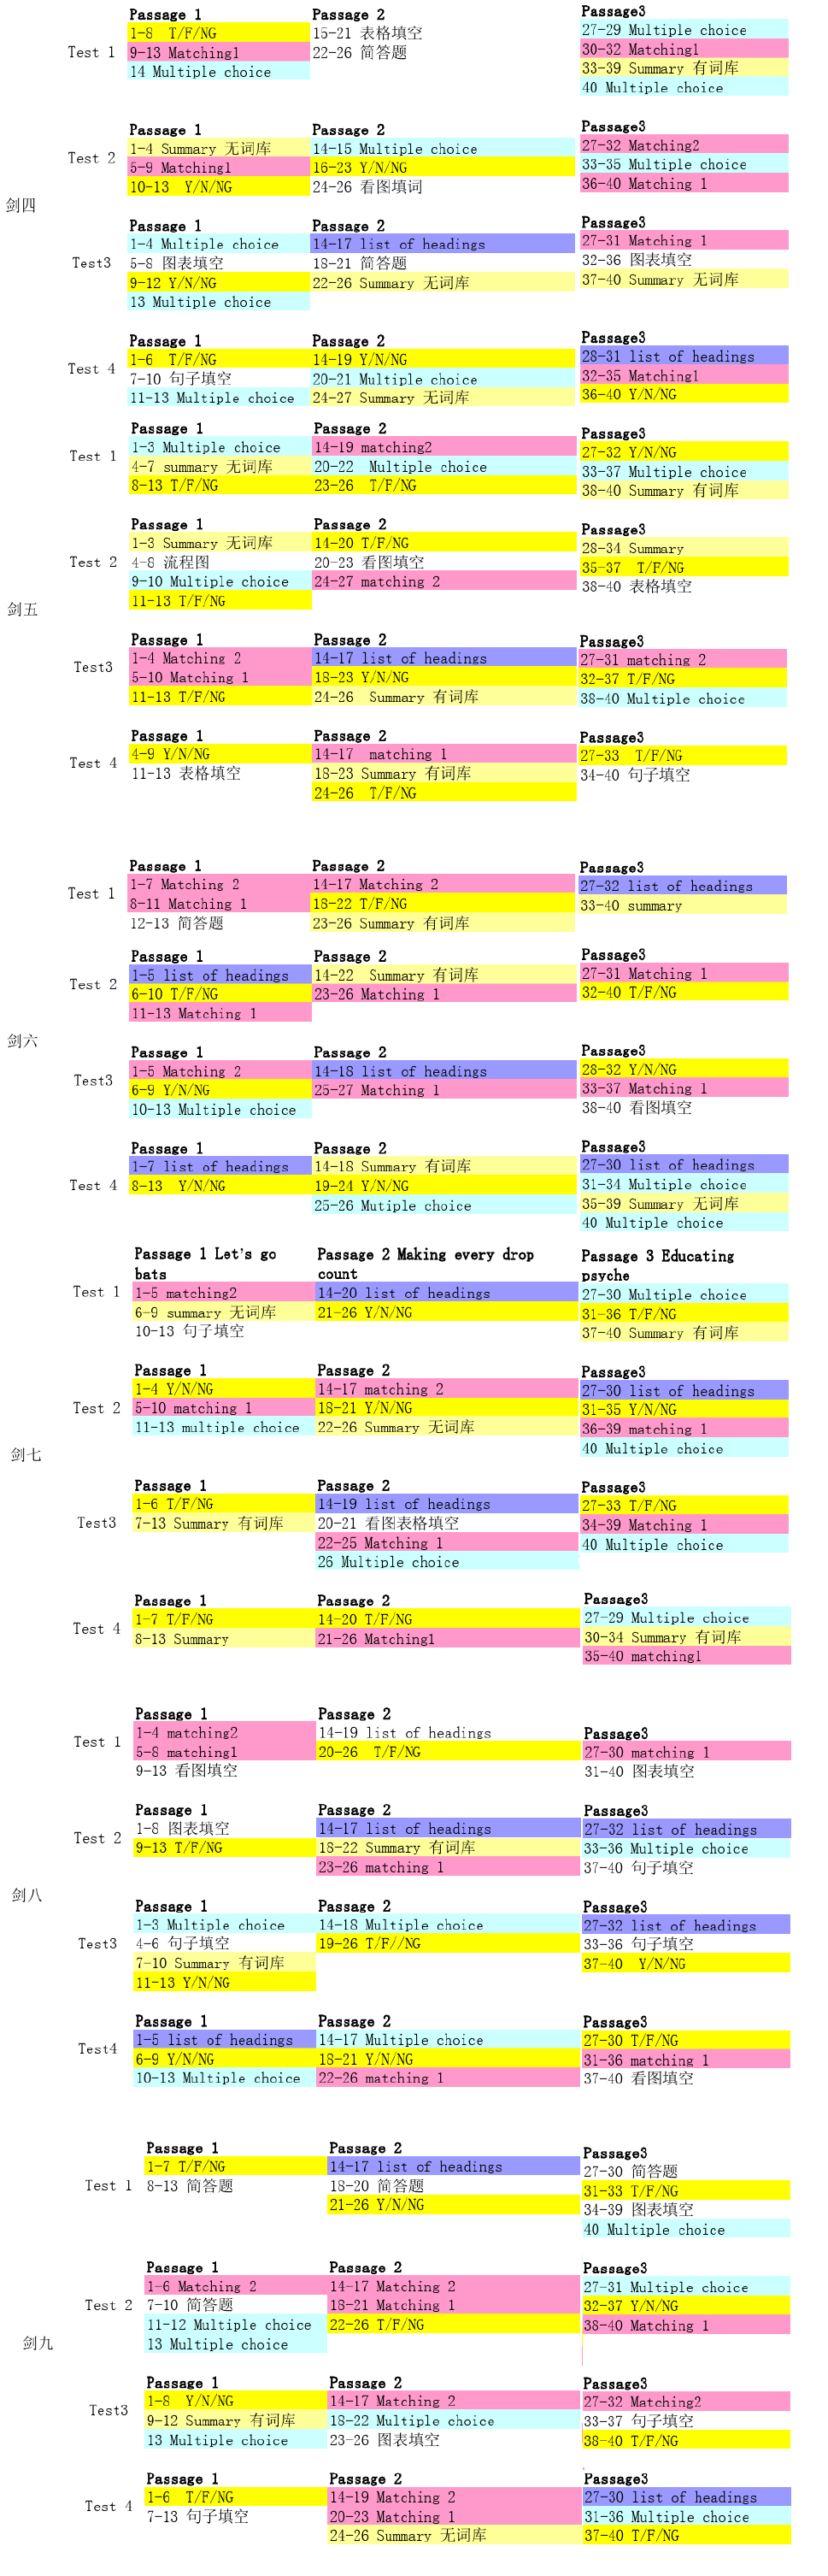 剑四
Test 1
Passage 1
1-8  T/F/NG
9-13 Matching1
14 Multiple choice
Passage 2
15-21 表格填空
22-26 简答题
Passage3
27-29 Multiple choice
30-32 Matching1
33-39 Summary 有词库
40 Multiple choice
Test 2
Passage 1
1-4 Summary 无词库
5-9 Matching1
10-13  Y/N/NG
Passage 2
14-15 Multiple choice
16-23 Y/N/NG
24-26 看图填词
Passage3
27-32 Matching2
33-35 Multiple choice
36-40 Matching 1
Test3
Passage 1
1-4 Multiple choice
5-8 图表填空
9-12 Y/N/NG
13 Multiple choice
Passage 2
14-17 list of headings
18-21 简答题
22-26 Summary 无词库
Passage3
27-31 Matching 1
32-36 图表填空
37-40 Summary 无词库
Test 4
Passage 1
1-6  T/F/NG
7-10 句子填空
11-13 Multiple choice
Passage 2
14-19 Y/N/NG
20-21 Multiple choice
24-27 Summary 无词库
Passage3
28-31 list of headings
32-35 Matching1
36-40 Y/N/NG
剑五
Test 1
Passage 1
1-3 Multiple choice
4-7 summary 无词库
8-13 T/F/NG
Passage 2
14-19 matching2
20-22  Multiple choice
23-26  T/F/NG
Passage3
27-32 Y/N/NG
33-37 Multiple choice
38-40 Summary 有词库
Test 2
Passage 1
1-3 Summary 无词库
4-8 流程图
9-10 Multiple choice
11-13 T/F/NG
Passage 2
14-20 T/F/NG
20-23 看图填空
24-27 matching 2
Passage3
28-34 Summary
35-37  T/F/NG
38-40 表格填空
Test3
Passage 1
1-4 Matching 2
5-10 Matching 1
11-13 T/F/NG
Passage 2
14-17 list of headings
18-23 Y/N/NG
24-26  Summary 有词库
Passage3
27-31 matching 2
32-37 T/F/NG
38-40 Multiple choice
Test 4
Passage 1
4-9 Y/N/NG
11-13 表格填空
Passage 2
14-17  matching 1
18-23 Summary 有词库
24-26  T/F/NG
Passage3
27-33  T/F/NG
34-40 句子填空
剑六
Test 1
Passage 1
1-7 Matching 2
8-11 Matching 1
12-13 简答题
Passage 2
14-17 Matching 2
18-22 T/F/NG
23-26 Summary 有词库
Passage3
27-32 list of headings
33-40 summary
Test 2
Passage 1
1-5 list of headings
6-10 T/F/NG
11-13 Matching 1
Passage 2
14-22  Summary 有词库
23-26 Matching 1
Passage3
27-31 Matching 1
32-40 T/F/NG
Test3
Passage 1
1-5 Matching 2
6-9 Y/N/NG
10-13 Multiple choice
Passage 2
14-18 list of headings
25-27 Matching 1
Passage3
28-32 Y/N/NG
33-37 Matching 1
38-40 看图填空
Test 4
Passage 1
1-7 list of headings
8-13  Y/N/NG
Passage 2
14-18 Summary 有词库
19-24 Y/N/NG
25-26 Mutiple choice
Passage3
27-30 list of headings
31-34 Multiple choice
35-39 Summary 无词库
40 Multiple choice
剑七
Test 1
Passage 1 Let's go
bats
1-5 matching2
6-9 summary 无词库
10-13 句子填空
Passage 2 Making every drop
count
14-20 list of headings
21-26 Y/N/NG
Passage 3 Educating
psyche
27-30 Multiple choice
31-36 T/F/NG
37-40 Summary 有词库
Test 2
Passage 1
1-4 Y/N/NG
5-10 matching 1
11-13 multiple choice
Passage 2
14-17 matching 2
18-21 Y/N/NG
22-26 Summary 无词库
Passage3
27-30 list of headings
31-35 Y/N/NG
36-39 matching 1
40 Multiple choice
Test3
Passage 1
1-6 T/F/NG
7-13 Summary 有词库
Passage 2
14-19 list of headings
20-21 看图表格填空
22-25 Matching 1
26 Multiple choice
Passage3
27-33 T/F/NG
34-39 Matching 1
40 Multiple choice
Test 4
Passage 1
1-7 T/F/NG
8-13 Summary
Passage 2
14-20 T/F/NG
21-26 Matching1
Passage3
27-29 Multiple choice
30-34 Summary 有词库
35-40 matching1
剑八
Test 1
Passage 1
1-4 matching2
5-8 matching1
9-13 看图填空
Passage 2
14-19 list of headings
20-26  T/F/NG
Passage3
27-30 matching 1
31-40 图表填空
Test 2
Passage 1
1-8 图表填空
9-13 T/F/NG
Passage 2
14-17 list of headings
18-22 Summary 有词库
23-26 matching 1
Passage3
27-32 list of headings
33-36 Multiple choice
37-40 句子填空
Test3
Passage 1
1-3 Multiple choice
4-6 句子填空
7-10 Summary 有词库
11-13 Y/N/NG
Passage 2
14-18 Multiple choice
19-26 T/F//NG
Passage3
27-32 list of headings
33-36 句子填空
37-40  Y/N/NG
Test4
Passage 1
1-5 list of headings
6-9 Y/N/NG
10-13 Multiple choice
Passage 2
14-17 Multiple choice
18-21 Y/N/NG
22-26 matching 1
Passage3
27-30 T/F/NG
31-36 matching 1
37-40 看图填空
剑九
Test 1
Passage 1
1-7 T/F/NG
8-13 简答题
Passage 2
14-17 list of headings
18-20 简答题
21-26 Y/N/NG
Passage3
27-30 简答题
31-33 T/F/NG
34-39 图表填空
40 Multiple choice
Test 2
Passage 1
1-6 Matching 2
7-10 简答题
11-12 Multiple choice
13 Multiple choice
Passage 2
14-17 Matching 2
18-21 Matching 1
22-26 T/F/NG
Passage3
27-31 Multiple choice
32-37 Y/N/NG
38-40 Matching 1
Test3
Passage 1
1-8  Y/N/NG
9-12 Summary 有词库
13 Multiple choice
Passage 2
14-17 Matching 2
18-22 Multiple choice
23-26 图表填空
Passage3
27-32 Matching2
33-37 句子填空
38-40 T/F/NG
Test 4
Passage 1
1-6  T/F/NG
7-13 句子填空
Passage 2
14-19 Matching 2
20-23 Matching 1
24-26 Summary 无词库
Passage3
27-30 list of headings
31-36 Multiple choice
37-40 T/F/NG